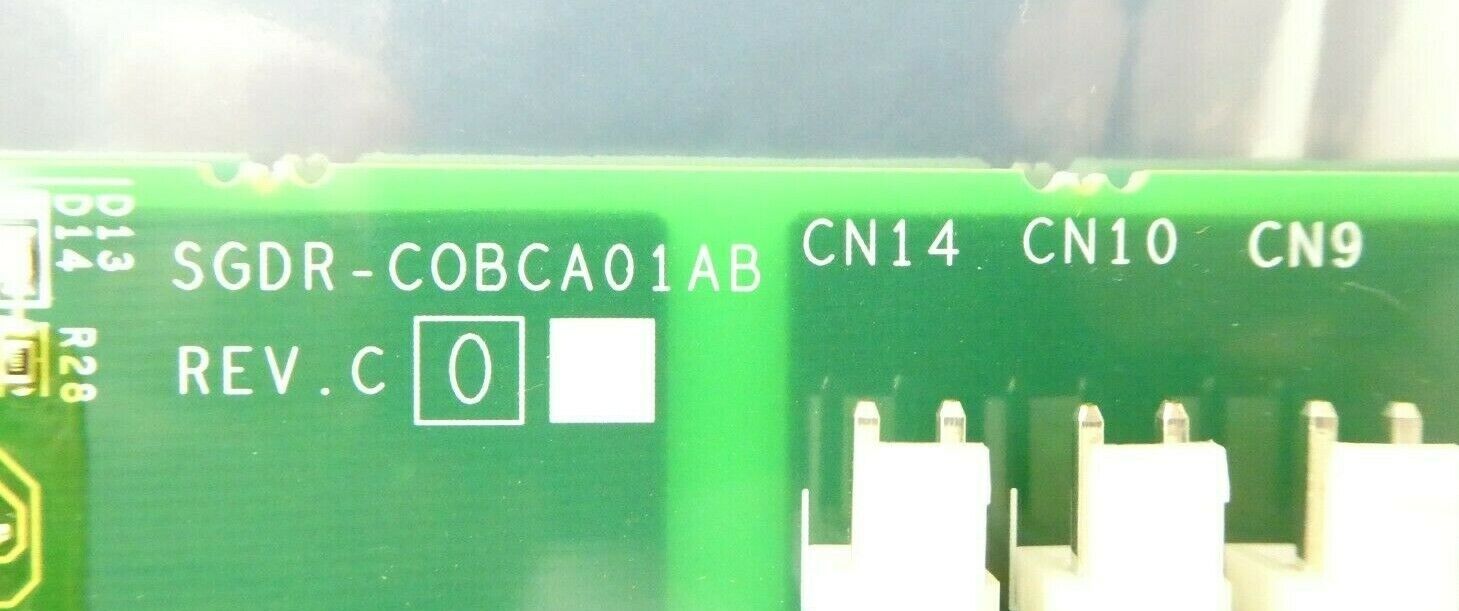 D13
D14
SGDR-COBCA01AB
REV.C 0
R28
CN14
CN10
CN9